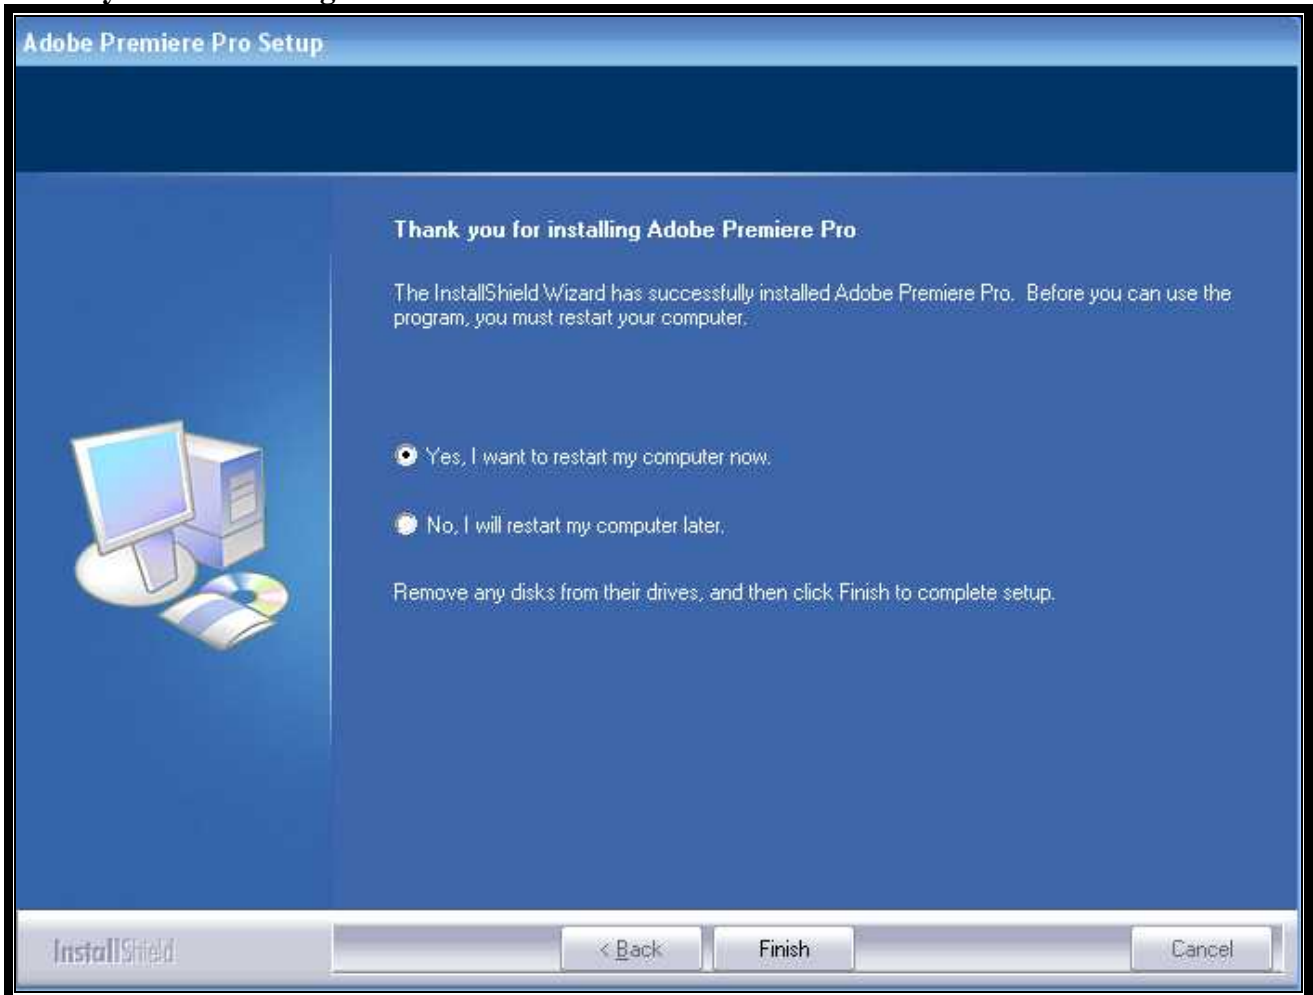 Adobe Premiere Pro Setup
Thank you for installing Adobe Premiere Pro
The InstallShield Wizard has successfully installed Adobe Premiere Pro.  Before you can use the
program, you must restart your computer.
Yes, I want to restart my computer now.
No, I will restart my computer later.
Remove any disks from their drives, and then click Finish to complete setup.
InstallShield
< Back
Finish
Cancel